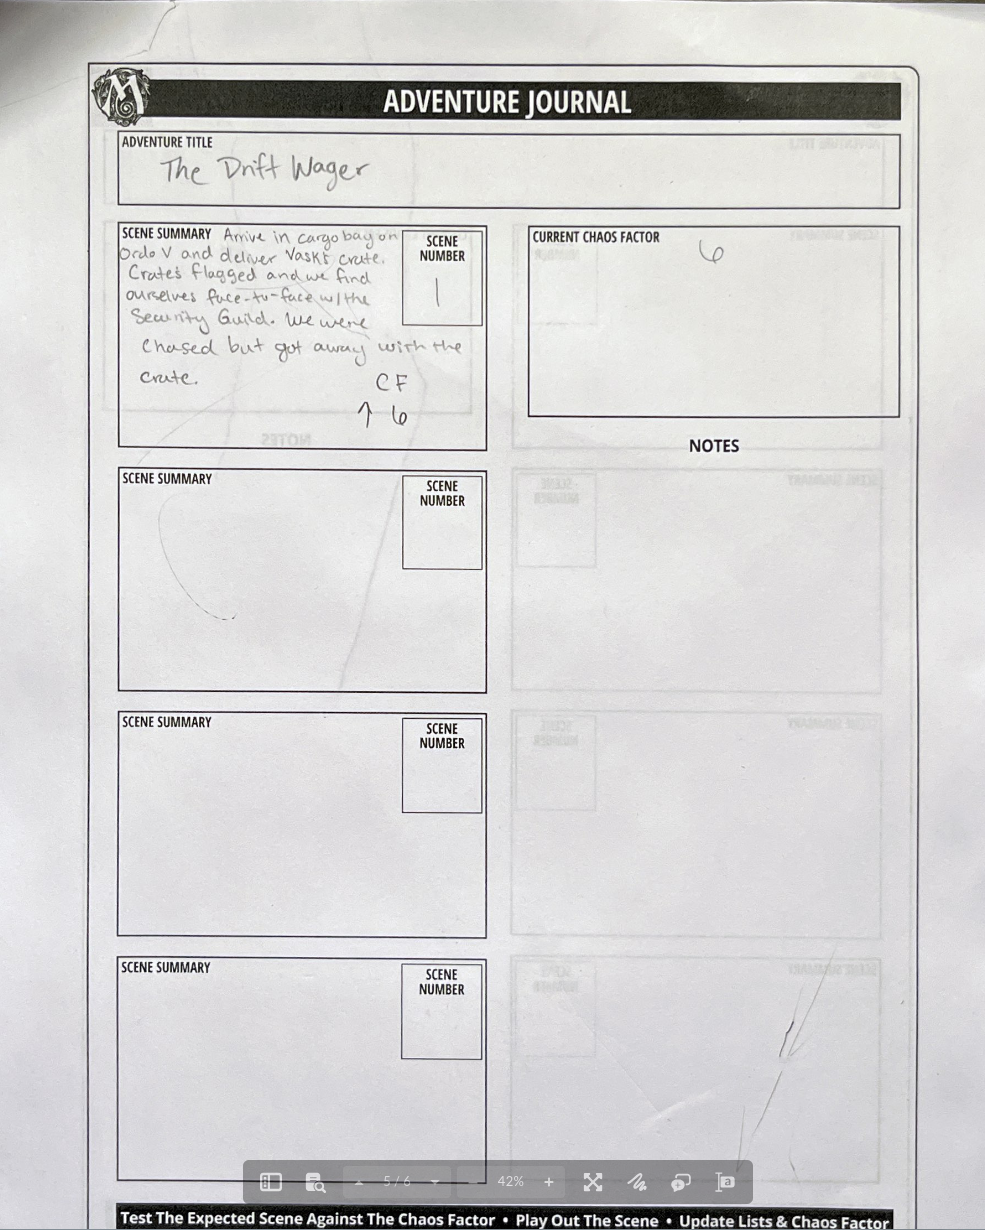 ADVENTURE JOURNAL
ADVENTURE TITLE
The Drift Wager
SCENE SUMMARY Arrive in cargo bay on
Ordo V and deliver Vask's crate.
Crate's flagged and we find
ourselves face-to-face w/the
Security Guild. We were
chased but got away with the
crate.
CF
↑ 6
SCENE
NUMBER
1
CURRENT CHAOS FACTOR
6
NOTES
SCENE SUMMARY
SCENE
NUMBER
SCENE SUMMARY
SCENE
NUMBER
SCENE SUMMARY
SCENE
NUMBER
5 / 6
42%
Test The Expected Scene Against The Chaos Factor • Play Out The Scene • Update Lists & Chaos Factor